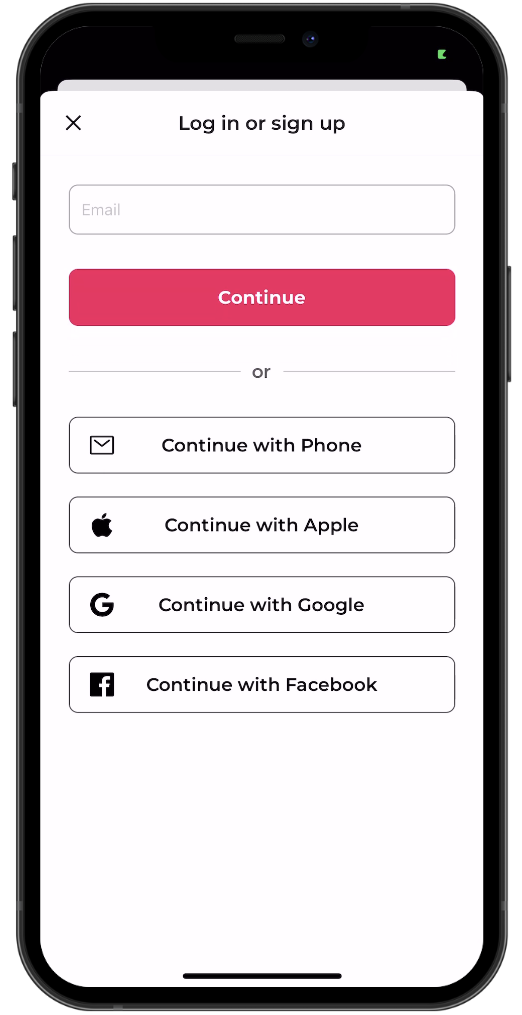 Log in or sign up
Email
Continue
or
Continue with Phone
Continue with Apple
Continue with Google
Continue with Facebook